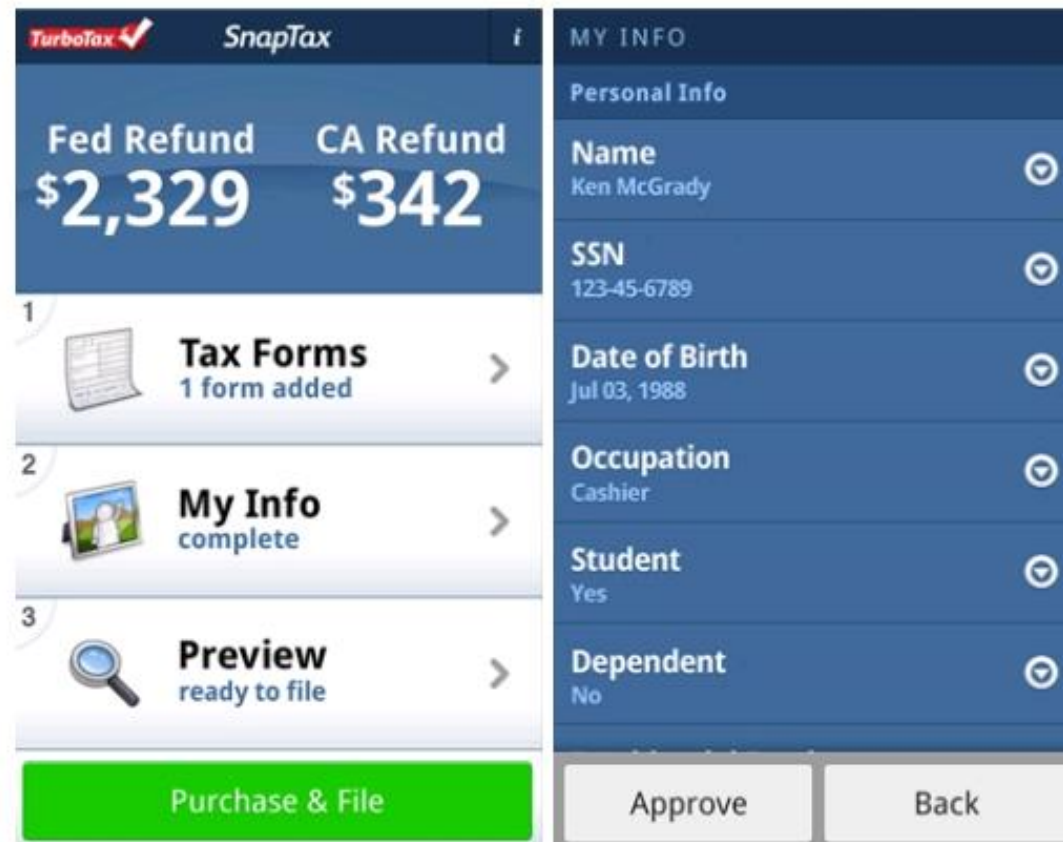 TurboTax
SnapTax
i
Fed Refund
CA Refund
$2,329
$342
1
Tax Forms
1 form added
2
My Info
complete
3
Preview
ready to file
Purchase & File
MY INFO
Personal Info
Name
Ken McGrady
SSN
123-45-6789
Date of Birth
Jul 03, 1988
Occupation
Cashier
Student
Yes
Dependent
No
Approve
Back